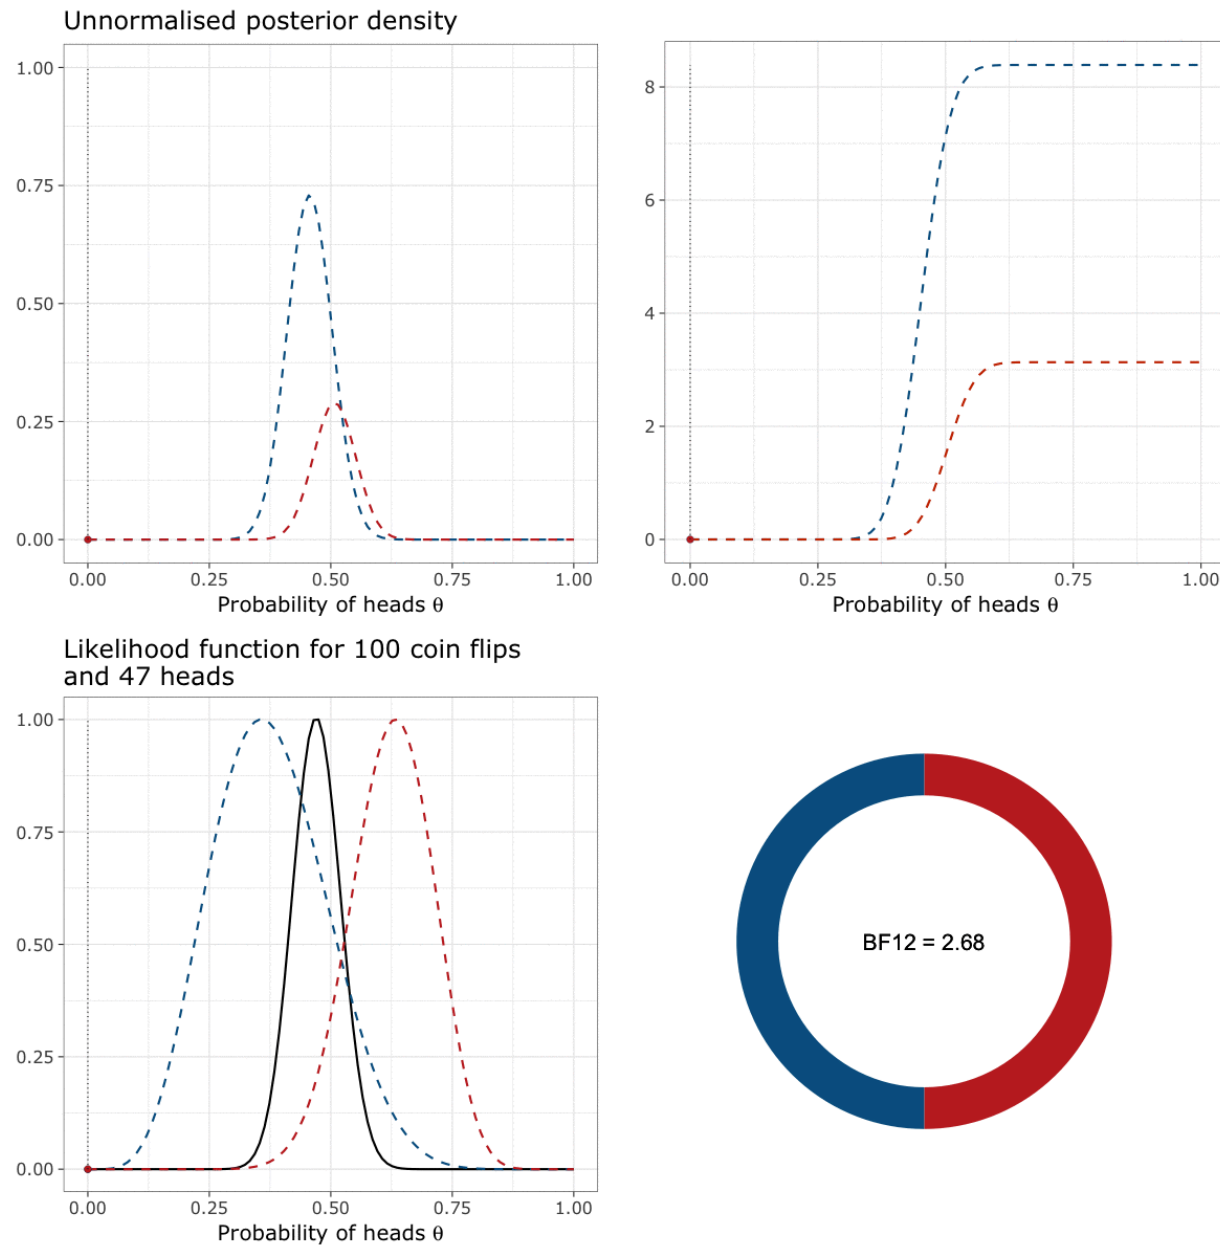 Unnormalised posterior density
1.00
0.75
0.50
0.25
0.00
0.00 0.25 0.50 0.75 1.00
Probability of heads θ
8
6
4
2
0
0.00 0.25 0.50 0.75 1.00
Probability of heads θ
Likelihood function for 100 coin flips
and 47 heads
1.00
0.75
0.50
0.25
0.00
0.00 0.25 0.50 0.75 1.00
Probability of heads θ
BF12 = 2.68